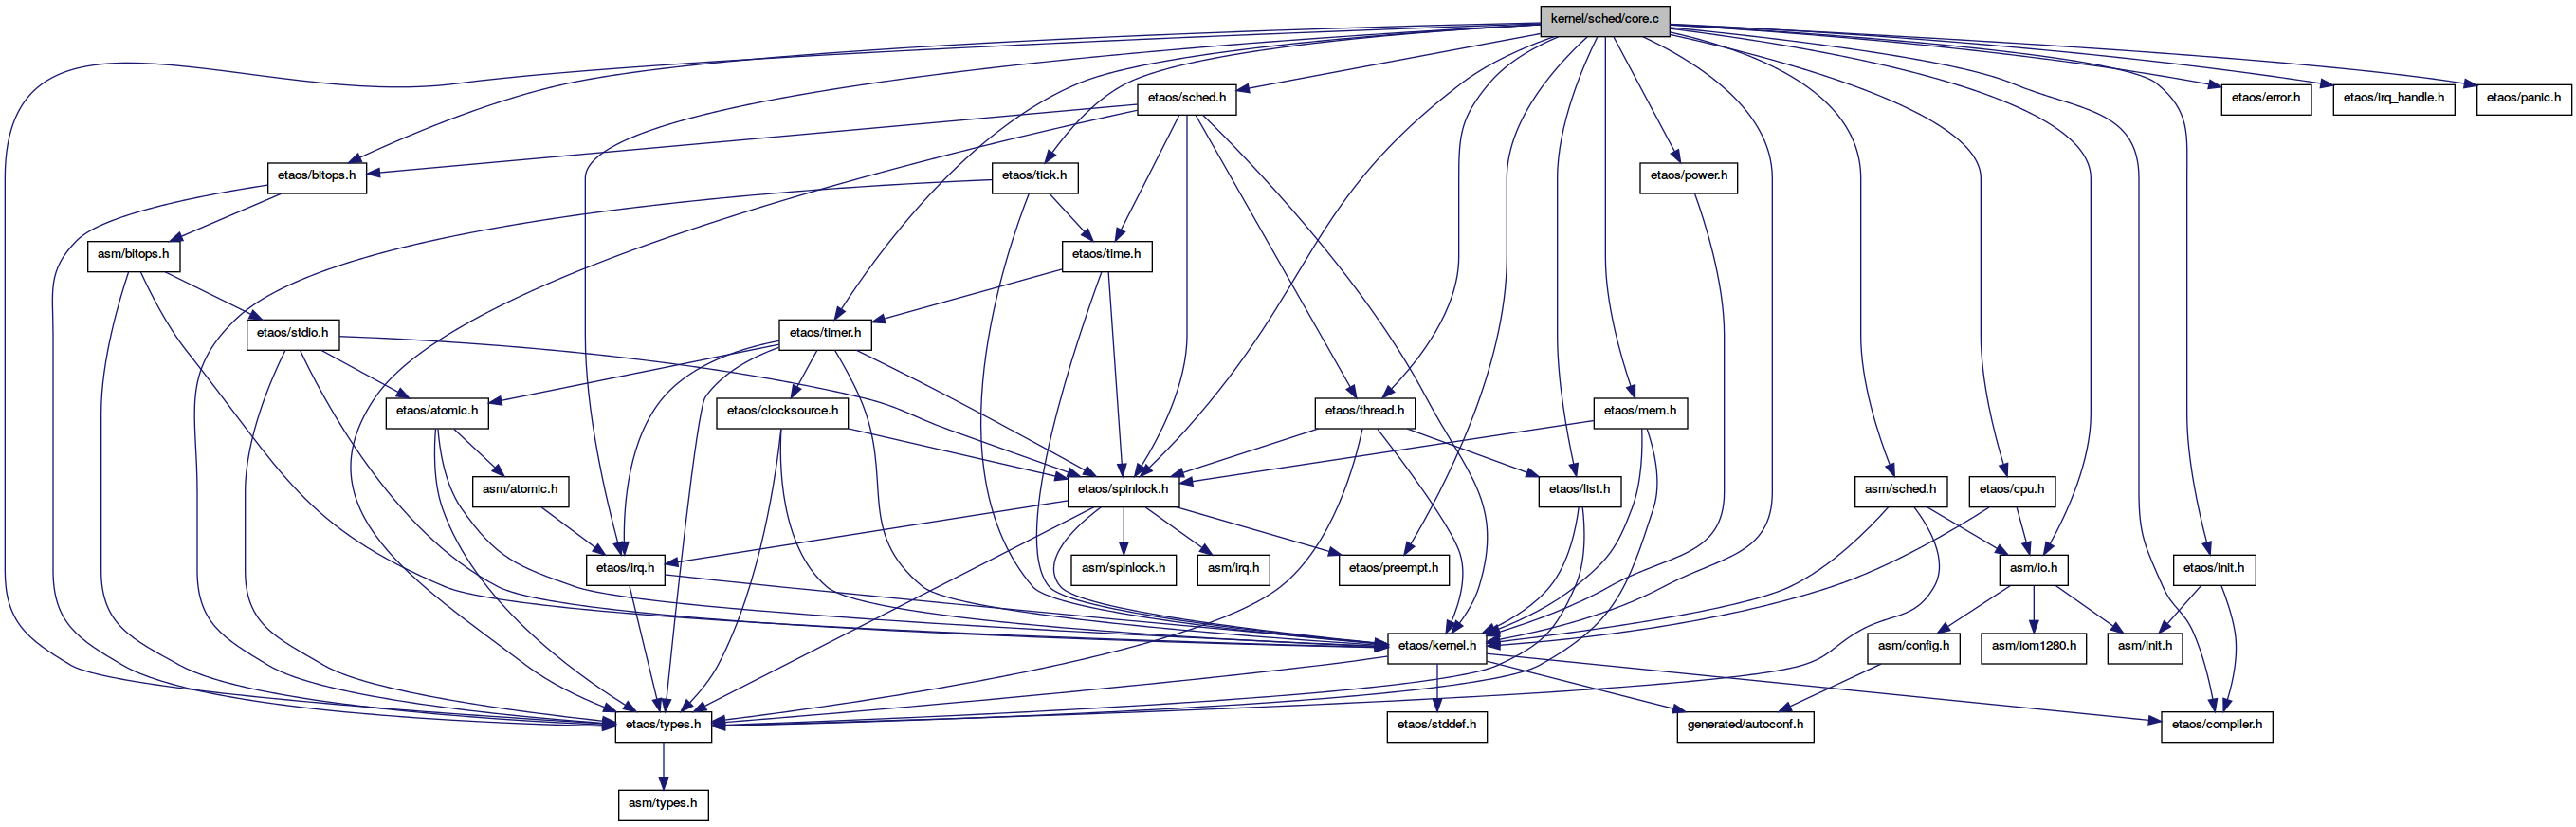 kernel/sched/core.c
etaos/sched.h
etaos/error.h
etaos/irq_handle.h
etaos/panic.h
etaos/bitops.h
etaos/tick.h
etaos/power.h
asm/bitops.h
etaos/time.h
etaos/stdio.h
etaos/timer.h
etaos/atomic.h
etaos/clocksource.h
etaos/thread.h
etaos/mem.h
asm/atomic.h
etaos/spinlock.h
etaos/list.h
asm/sched.h
etaos/cpu.h
etaos/irq.h
asm/spinlock.h
asm/irq.h
etaos/preempt.h
asm/io.h
etaos/init.h
etaos/kernel.h
asm/config.h
asm/iom1280.h
asm/init.h
etaos/types.h
etaos/stddef.h
generated/autoconf.h
etaos/compiler.h
asm/types.h